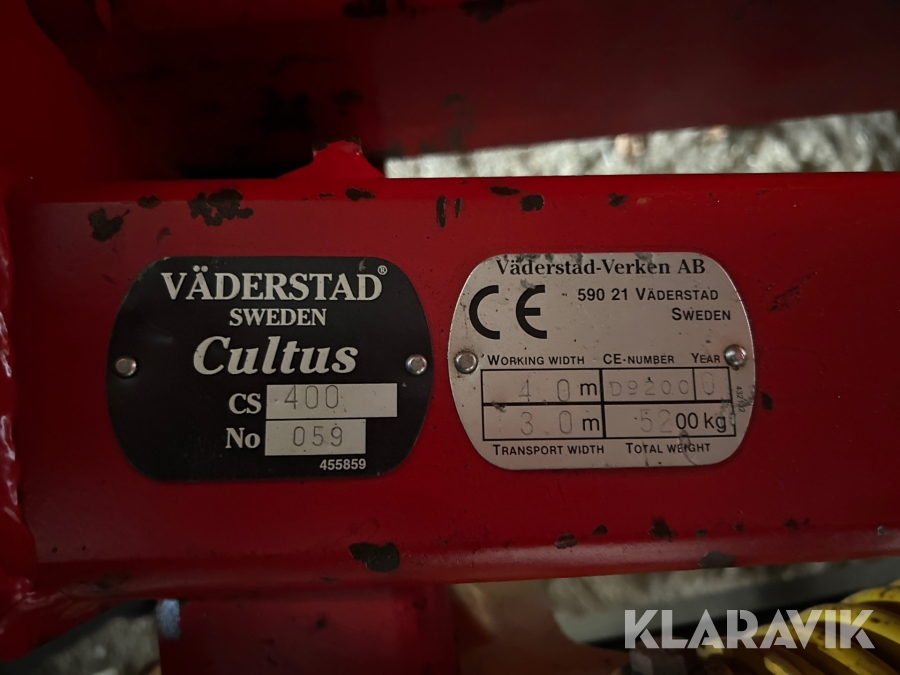 VÄDERSTAD®
SWEDEN
Cultus
CS 400
No 059
455859
Väderstad-Verken AB
CE 590 21 VÄDERSTAD
SWEDEN
WORKING WIDTH CE-NUMBER YEAR
4.0 m D9200 0
3.0 m 5200 kg
TRANSPORT WIDTH TOTAL WEIGHT
KLARAVIK